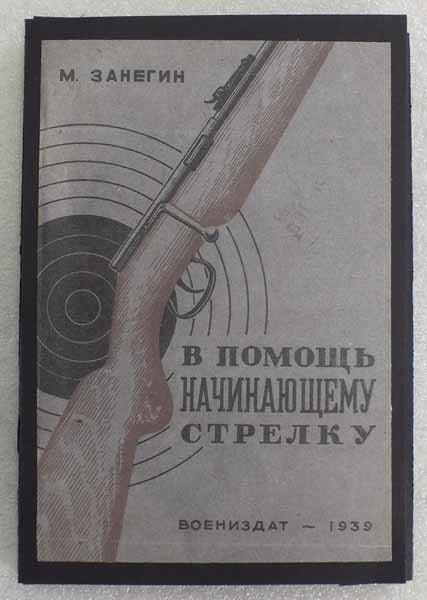 М. ЗАНЕГИН
В ПОМОЩЬ
НАЧИНАЮЩЕМУ
СТРЕЛКУ
ВОЕНИЗДАТ — 1939